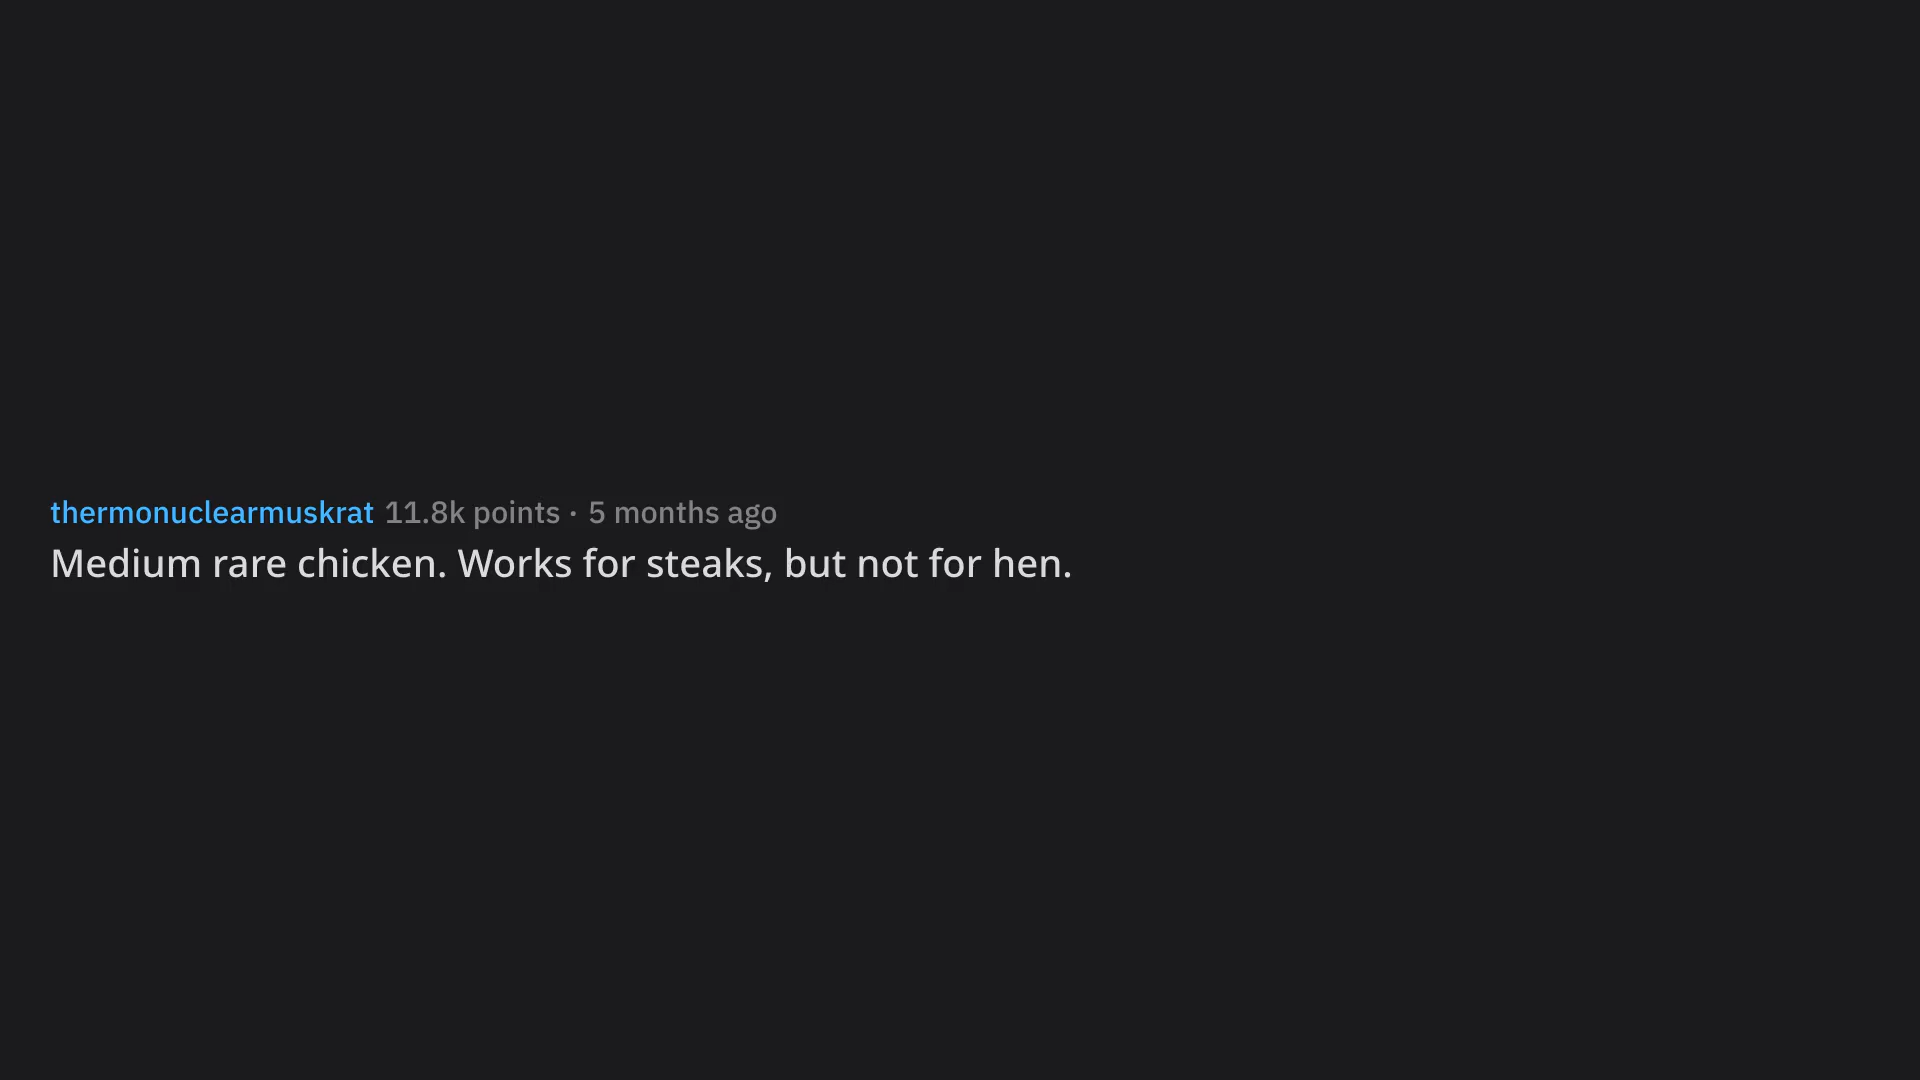 thermonuclearmuskrat 11.8k points · 5 months ago
Medium rare chicken. Works for steaks, but not for hen.